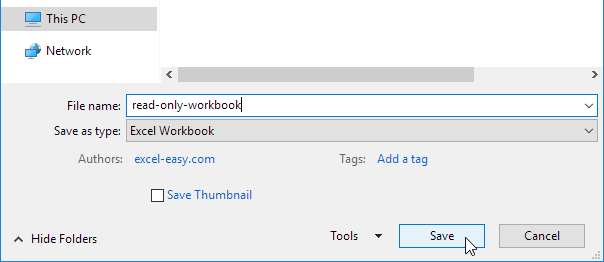 This PC
Network
File name: read-only-workbook
Save as type: Excel Workbook
Authors: excel-easy.com Tags: Add a tag
Save Thumbnail
Hide Folders Tools Save Cancel